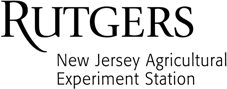 RUTGERS
New Jersey Agricultural
Experiment Station